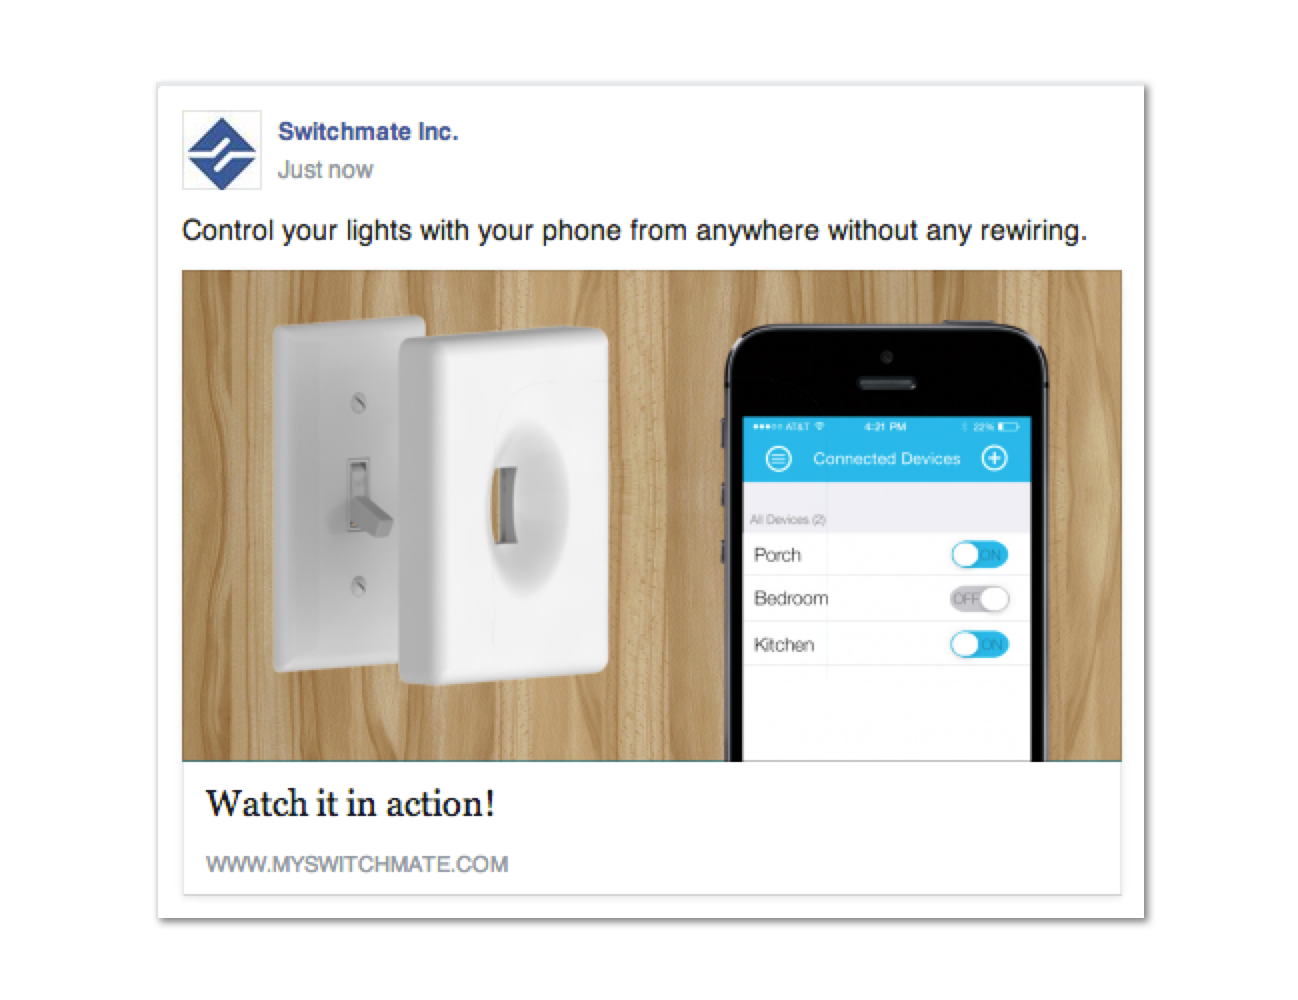 Switchmate Inc.
Just now
Control your lights with your phone from anywhere without any rewiring.
AT&T 4:21 PM 22%
Connected Devices
All Devices (2)
Porch ON
Bedroom OFF
Kitchen ON
Watch it in action!
WWW.MYSWITCHMATE.COM